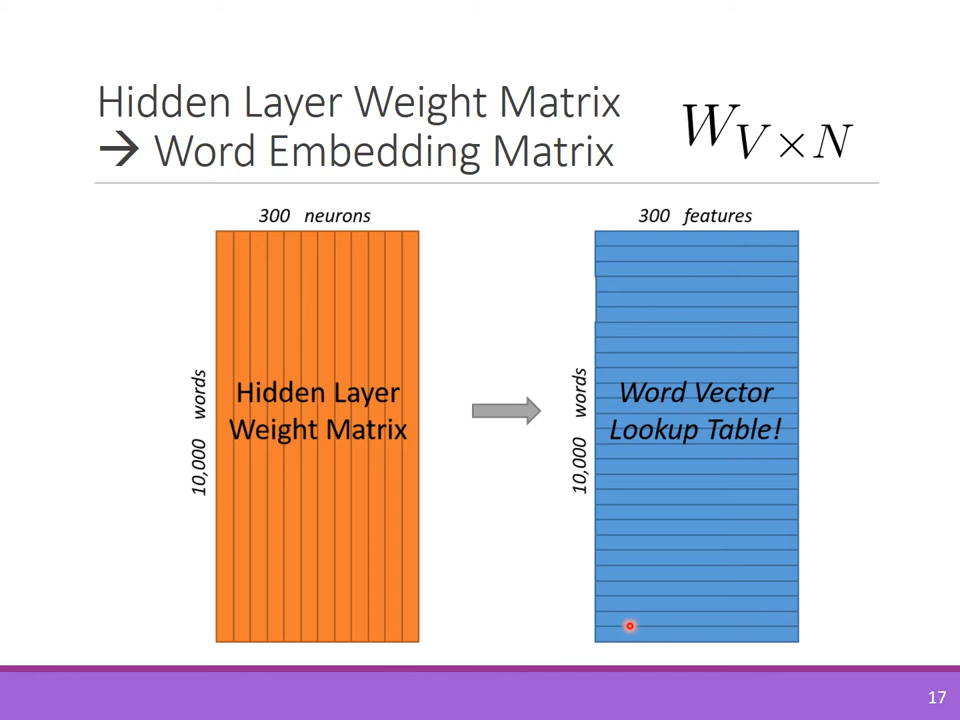 Hidden Layer Weight Matrix
→ Word Embedding Matrix
W_{V×N}
300 neurons
300 features
10,000 words
Hidden Layer
Weight Matrix
10,000 words
Word Vector
Lookup Table!
17